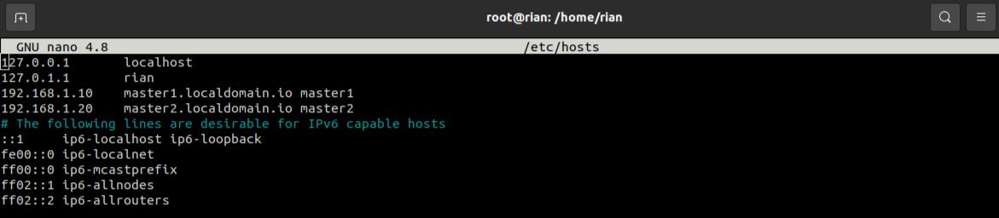 root@rian: /home/rian
GNU nano 4.8 /etc/hosts
127.0.0.1 localhost
127.0.1.1 rian
192.168.1.10 master1.localdomain.io master1
192.168.1.20 master2.localdomain.io master2
# The following lines are desirable for IPv6 capable hosts
::1 ip6-localhost ip6-loopback
fe00::0 ip6-localnet
ff00::0 ip6-mcastprefix
ff02::1 ip6-allnodes
ff02::2 ip6-allrouters